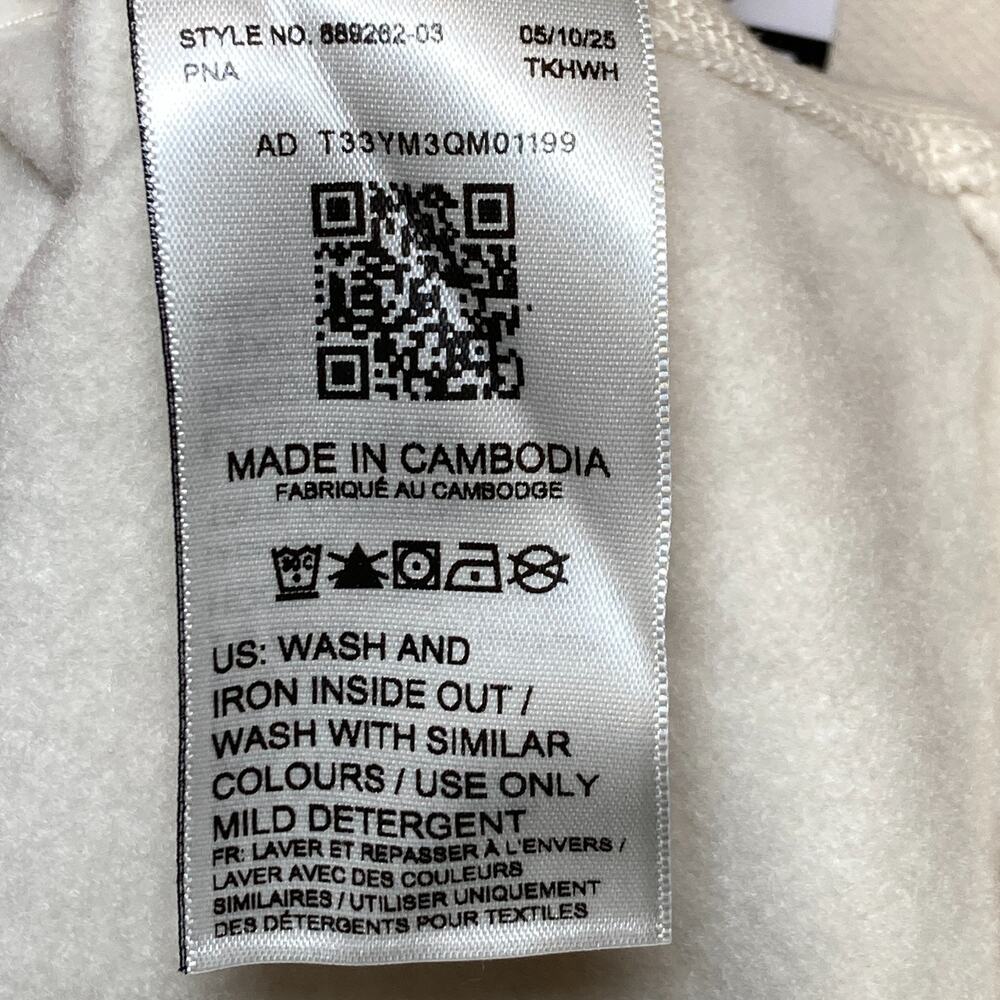 STYLE NO. 689262-03 05/10/25
PNA TKHWH
AD T33YM3QM01199
MADE IN CAMBODIA
FABRIQUÉ AU CAMBODGE
30°C
US: WASH AND
IRON INSIDE OUT /
WASH WITH SIMILAR
COLOURS / USE ONLY
MILD DETERGENT
FR: LAVER ET REPASSER À L'ENVERS /
LAVER AVEC DES COULEURS
SIMILAIRES / UTILISER UNIQUEMENT
DES DÉTERGENTS POUR TEXTILES